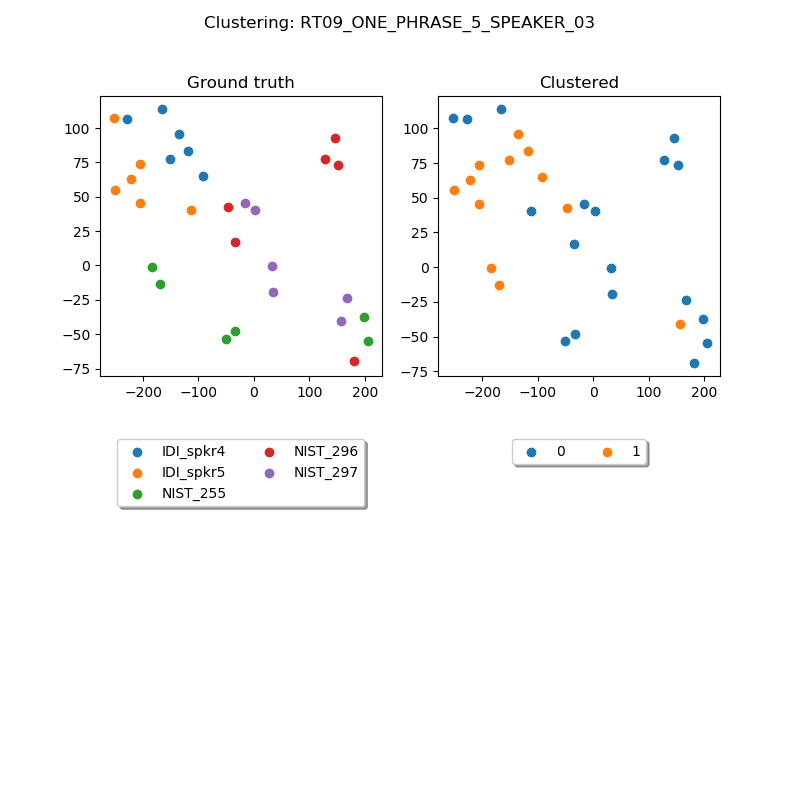 Clustering: RT09_ONE_PHRASE_5_SPEAKER_03
Ground truth
100
75
50
25
0
−25
−50
−75
−200 −100 0 100 200
IDI_spkr4 NIST_296
IDI_spkr5 NIST_297
NIST_255
Clustered
100
75
50
25
0
−25
−50
−75
−200 −100 0 100 200
0 1